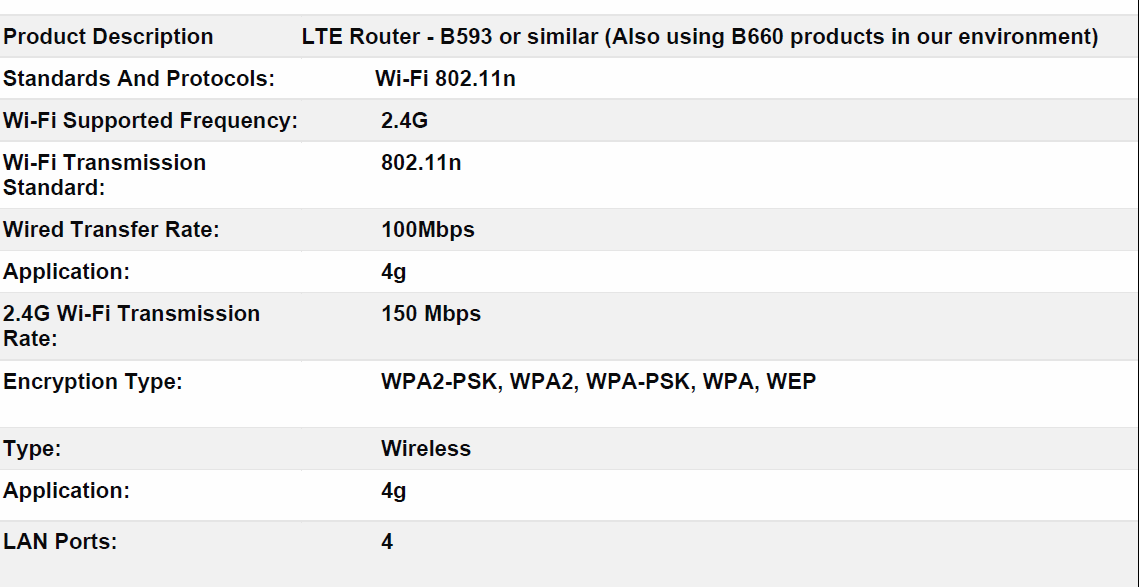 Product Description LTE Router - B593 or similar (Also using B660 products in our environment)
Standards And Protocols: Wi-Fi 802.11n
Wi-Fi Supported Frequency: 2.4G
Wi-Fi Transmission 802.11n
Standard:
Wired Transfer Rate: 100Mbps
Application: 4g
2.4G Wi-Fi Transmission 150 Mbps
Rate:
Encryption Type: WPA2-PSK, WPA2, WPA-PSK, WPA, WEP
Type: Wireless
Application: 4g
LAN Ports: 4